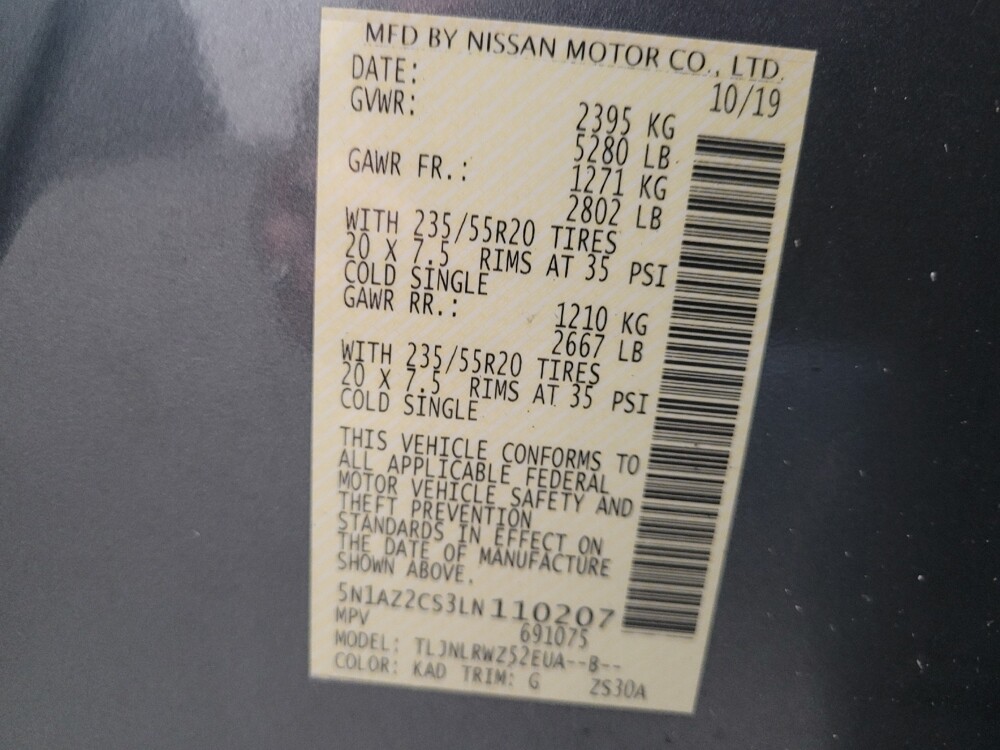 MFD BY NISSAN MOTOR CO., LTD.
DATE: 10/19
GVWR: 2395 KG
5280 LB
GAWR FR.: 1271 KG
2802 LB
WITH 235/55R20 TIRES
20 X 7.5 RIMS AT 35 PSI
COLD SINGLE
GAWR RR.: 1210 KG
2667 LB
WITH 235/55R20 TIRES
20 X 7.5 RIMS AT 35 PSI
COLD SINGLE
THIS VEHICLE CONFORMS TO
ALL APPLICABLE FEDERAL
MOTOR VEHICLE SAFETY AND
THEFT PREVENTION
STANDARDS IN EFFECT ON
THE DATE OF MANUFACTURE
SHOWN ABOVE.
5N1AZ2CS3LN110207
MPV 691075
MODEL: TLJNLRWZ52EUA--B--
COLOR: KAD TRIM: G ZS30A